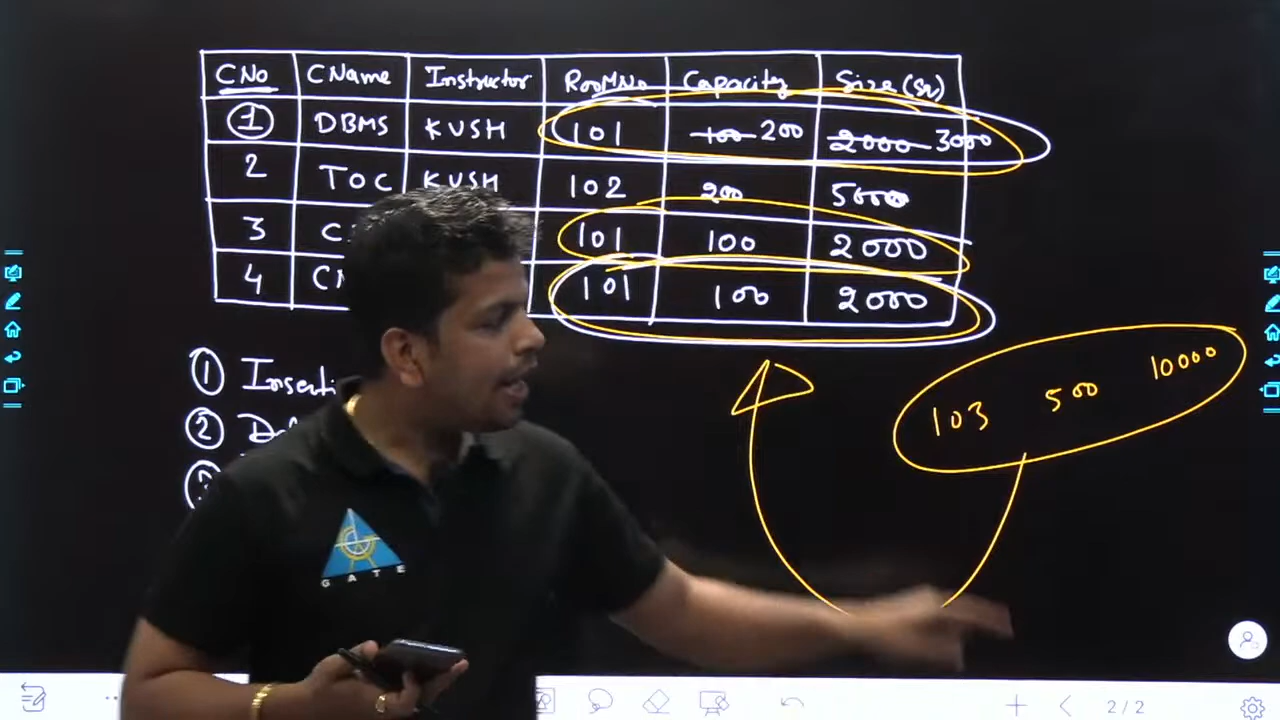 CNo CName Instructor RooMNo Capacity Size(Sq)
1 DBMS KUSH 101 100 200 2000 3000
2 TOC KUSH 102 200 5000
3 101 100 2000
4 101 100 2000
103 500 10000
1
2
3
GATE
2 / 2